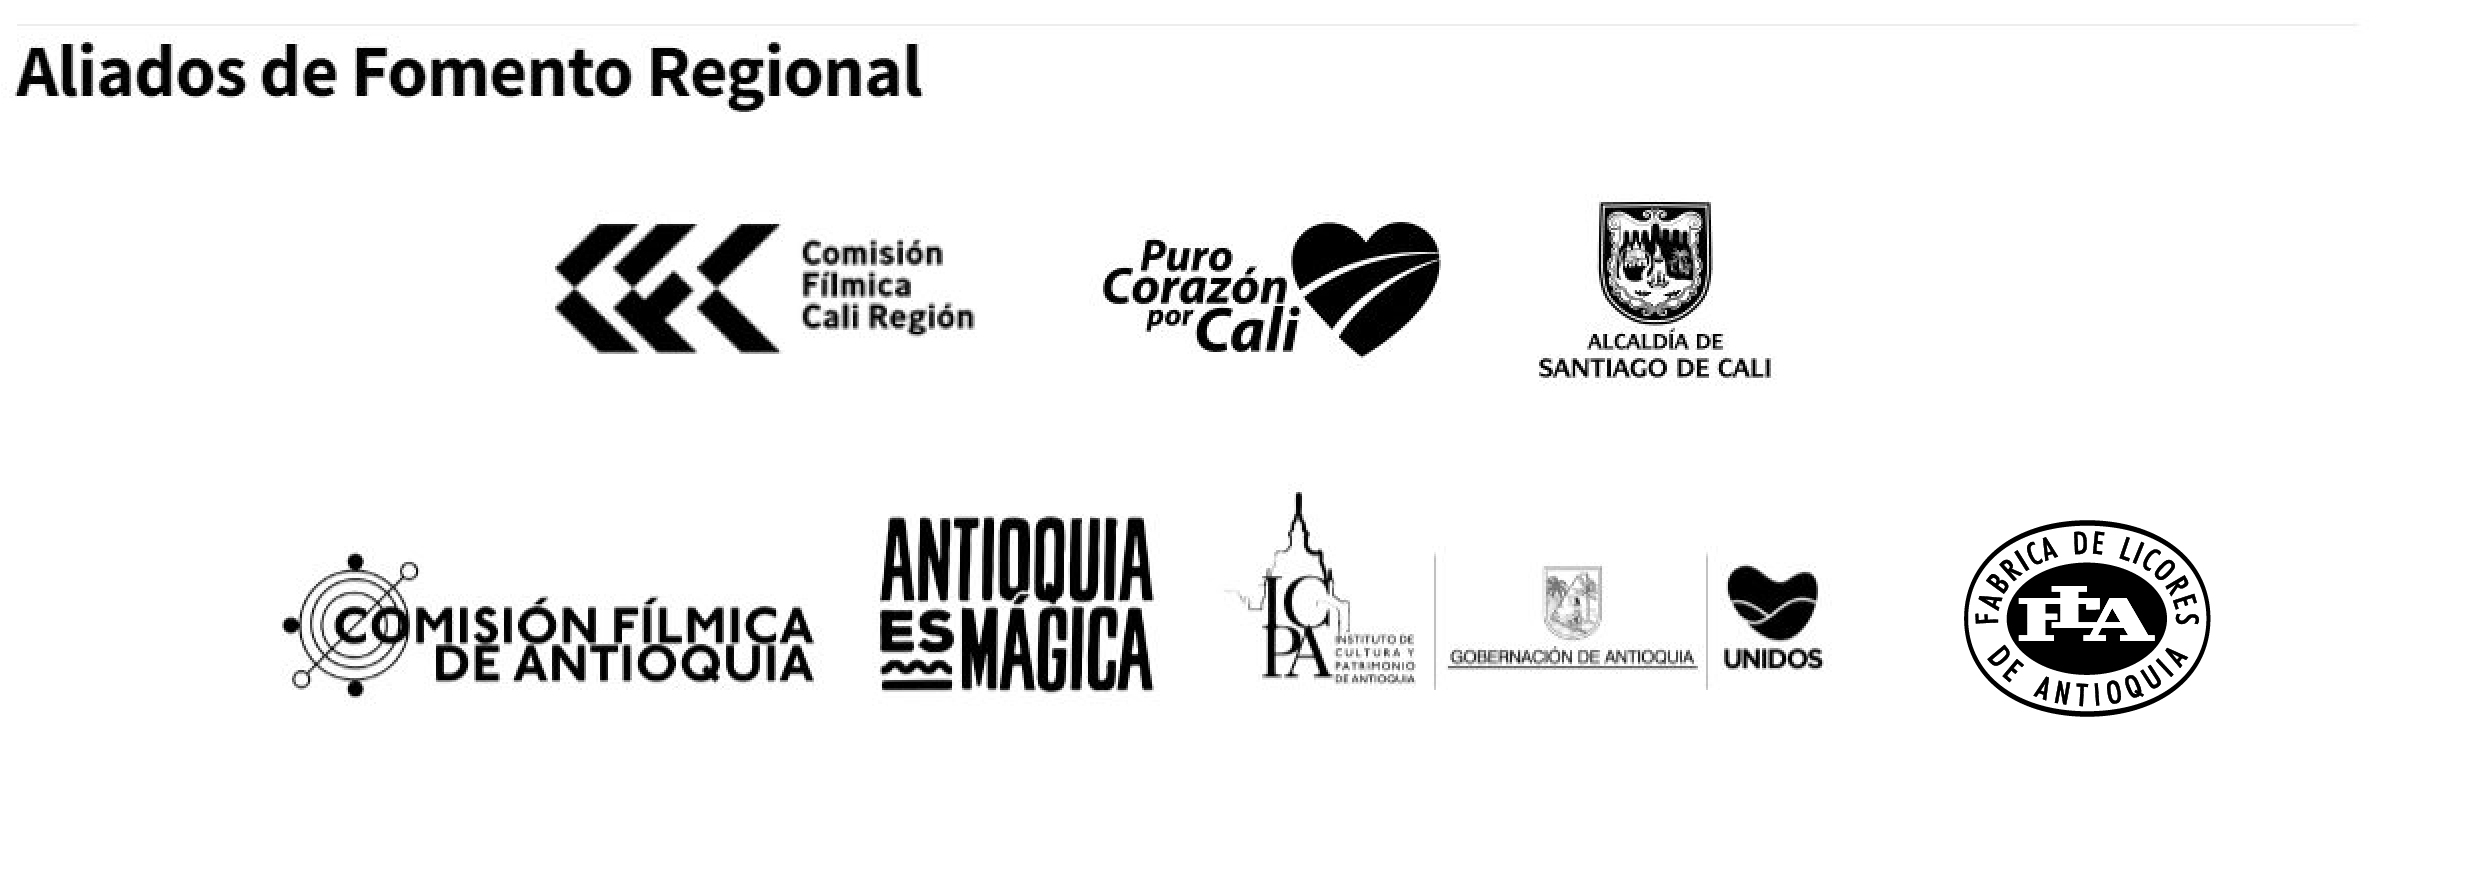 Aliados de Fomento Regional
Comisión
Fílmica
Cali Región
Puro
Corazón
por Cali
ALCALDÍA DE
SANTIAGO DE CALI
COMISIÓN FÍLMICA
DE ANTIOQUIA
ANTIOQUIA
ES MÁGICA
IC
PA
INSTITUTO DE
CULTURA Y
PATRIMONIO
DE ANTIOQUIA
GOBERNACIÓN DE ANTIOQUIA
UNIDOS
FABRICA DE LICORES
FLA
DE ANTIOQUIA